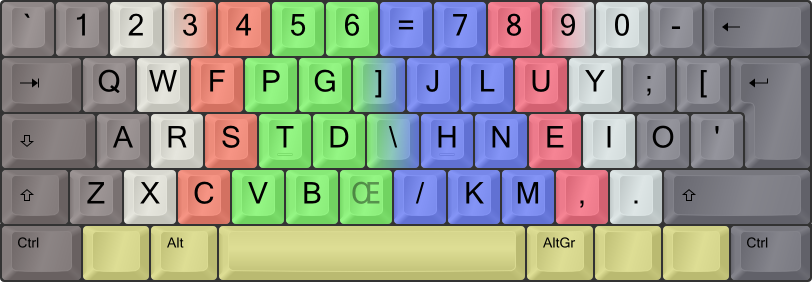 ` 1 2 3 4 5 6 = 7 8 9 0 - ←
⇥ Q W F P G ] J L U Y ; [ ↵
⇩ A R S T D \ H N E I O '
⇧ Z X C V B Œ / K M , . ⇧
Ctrl Alt AltGr Ctrl